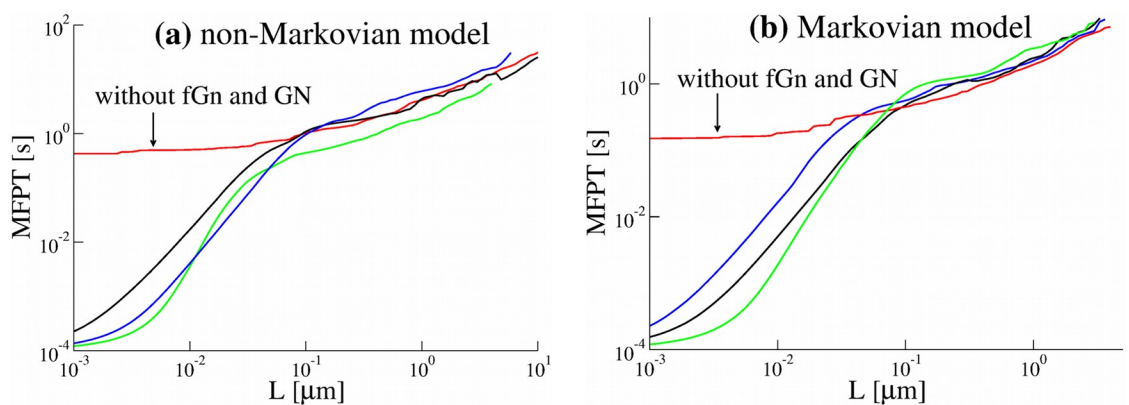 (a) non-Markovian model
without fGn and GN
MFPT [s]
10^2
10^0
10^-2
10^-4
10^-3
10^-2
10^-1
10^0
10^1
L [μm]
(b) Markovian model
without fGn and GN
MFPT [s]
10^0
10^-2
10^-4
10^-3
10^-2
10^-1
10^0
L [μm]